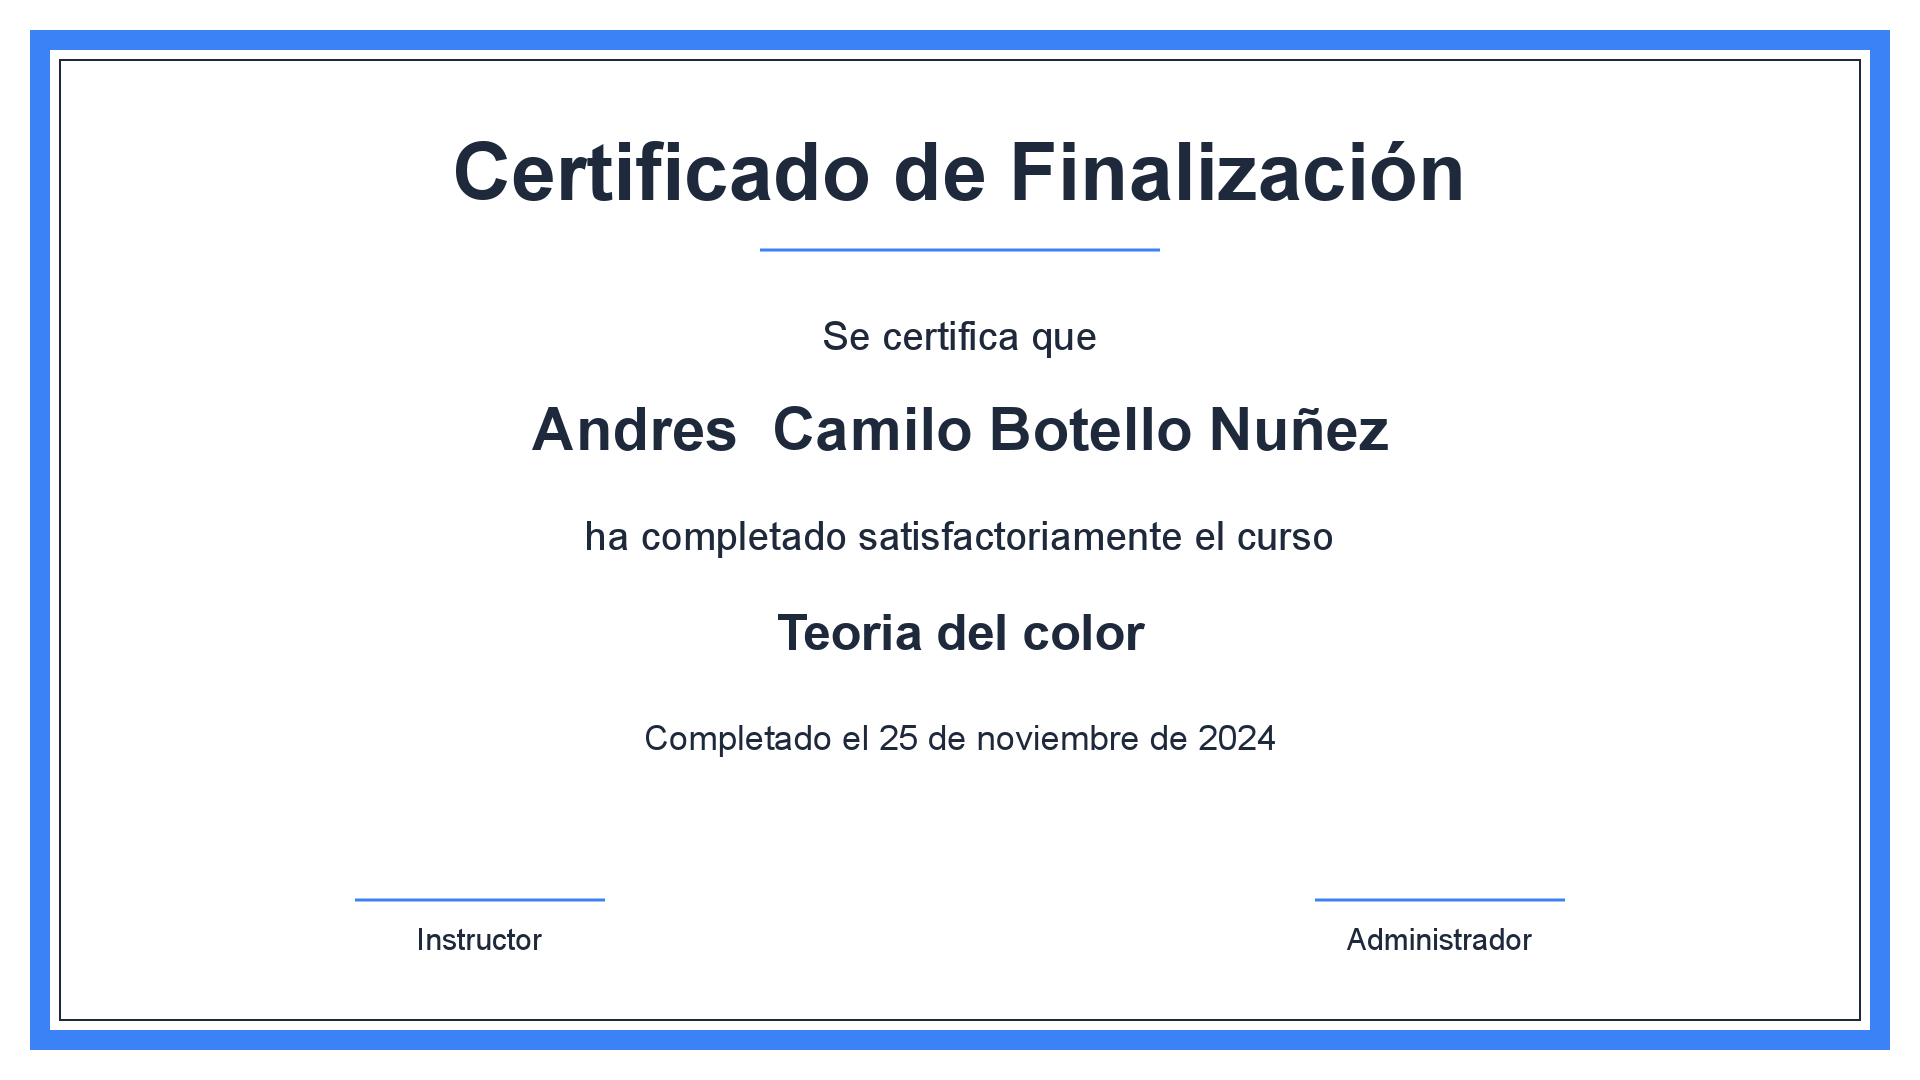 Certificado de Finalización
Se certifica que
Andres  Camilo Botello Nuñez
ha completado satisfactoriamente el curso
Teoria del color
Completado el 25 de noviembre de 2024
Instructor
Administrador